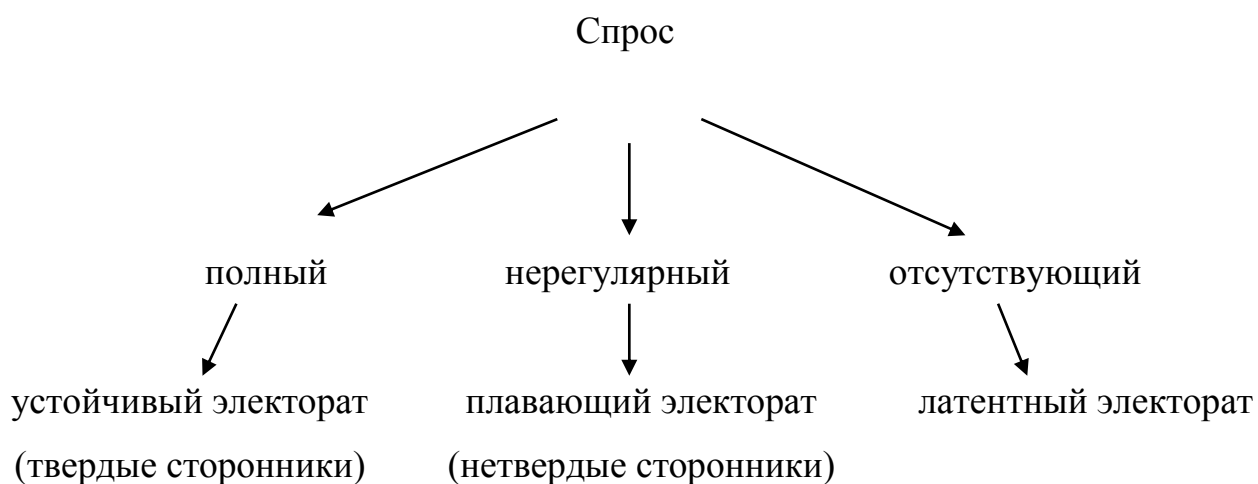 Спрос
полный нерегулярный отсутствующий
устойчивый электорат плавающий электорат латентный электорат
(твердые сторонники) (нетвердые сторонники)